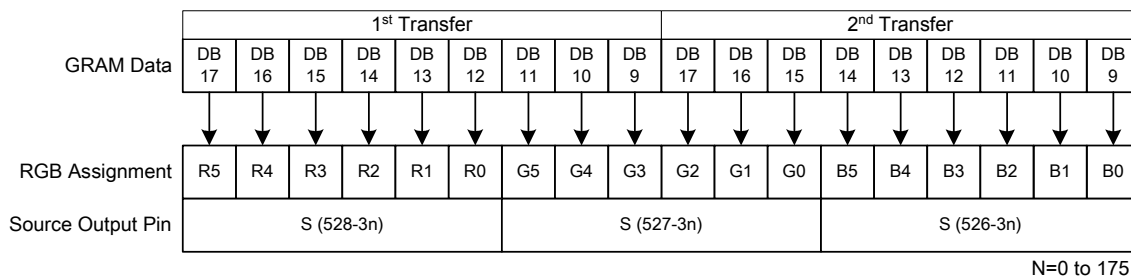 1st Transfer 2nd Transfer
GRAM Data DB 17 DB 16 DB 15 DB 14 DB 13 DB 12 DB 11 DB 10 DB 9 DB 17 DB 16 DB 15 DB 14 DB 13 DB 12 DB 11 DB 10 DB 9
RGB Assignment R5 R4 R3 R2 R1 R0 G5 G4 G3 G2 G1 G0 B5 B4 B3 B2 B1 B0
Source Output Pin S (528-3n) S (527-3n) S (526-3n)
N=0 to 175